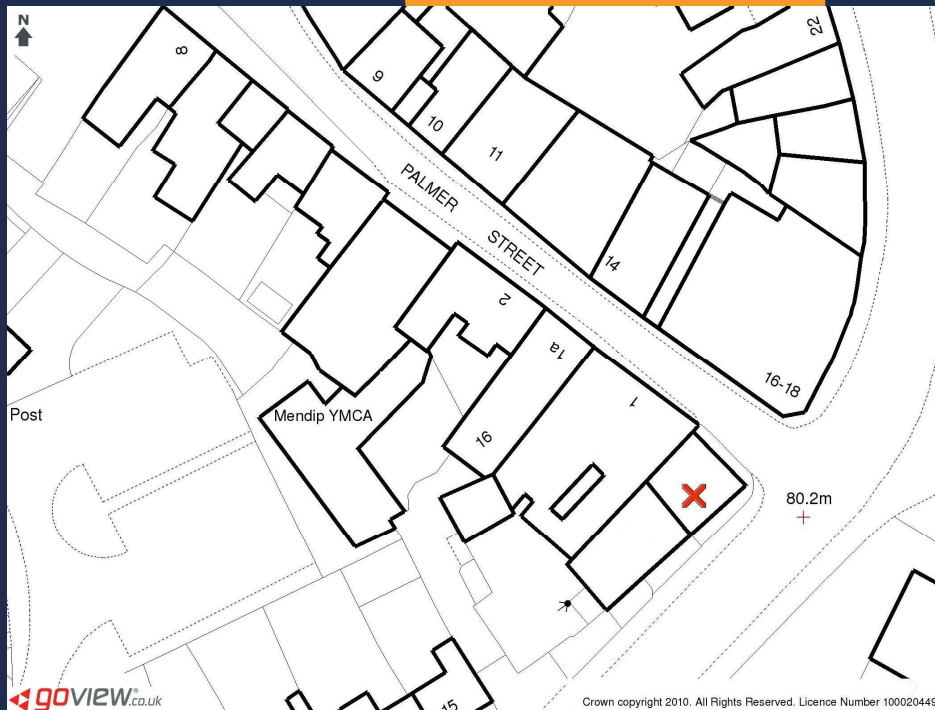 N
8
9
10
11
22
PALMER
STREET
14
2
1a
16-18
1
Mendip YMCA
16
Post
80.2m
15
goview.co.uk
Crown copyright 2010. All Rights Reserved. Licence Number 100020449